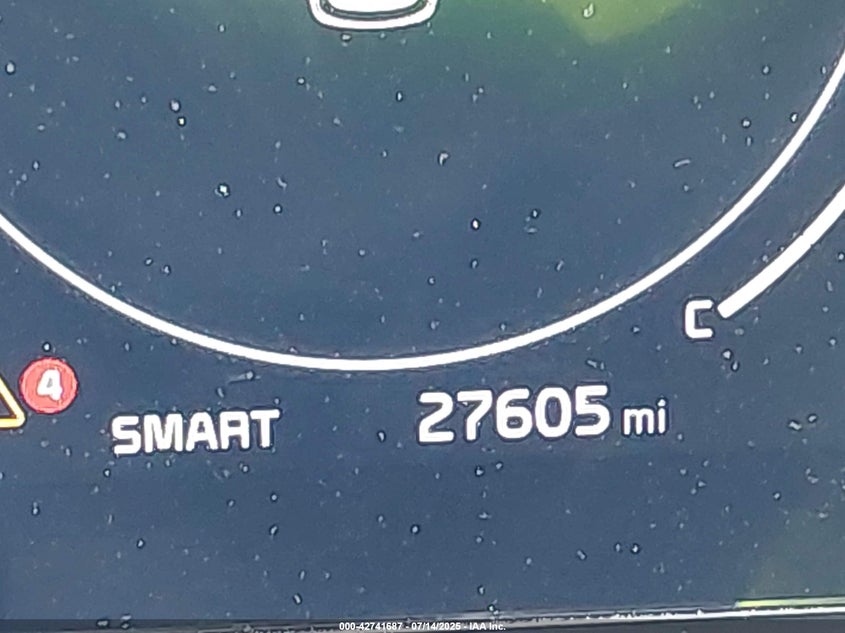 C
4
SMART 27605 mi
000-42741687 - 07/14/2025 - IAA Inc.